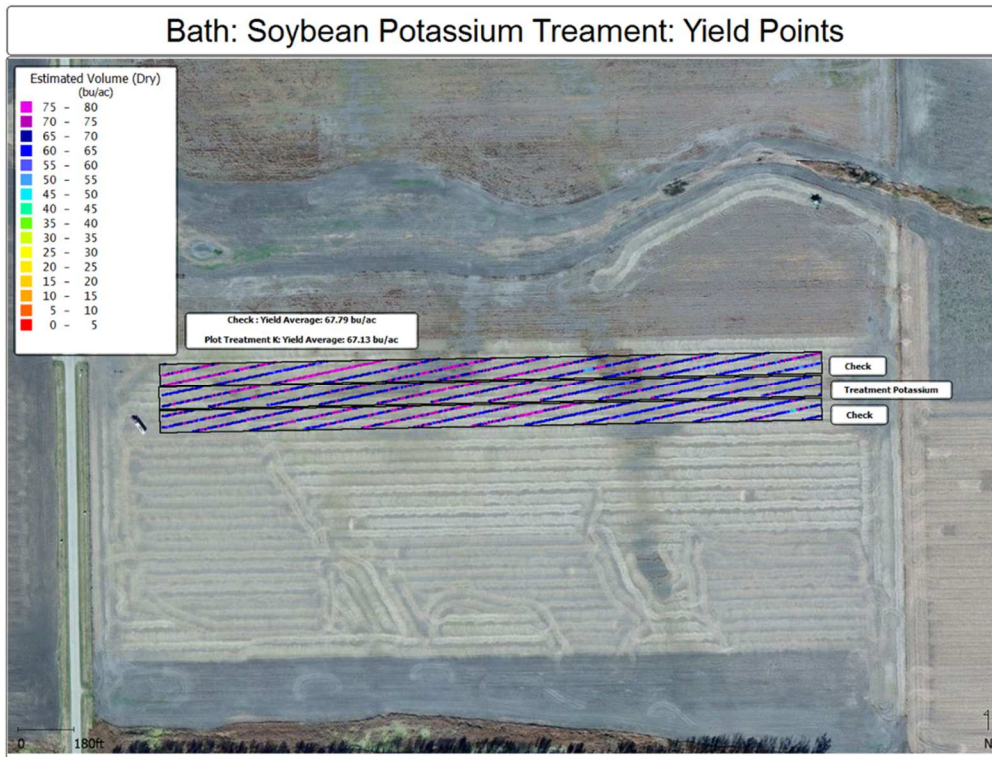 Bath: Soybean Potassium Treament: Yield Points
Estimated Volume (Dry)
(bu/ac)
75 - 80
70 - 75
65 - 70
60 - 65
55 - 60
50 - 55
45 - 50
40 - 45
35 - 40
30 - 35
25 - 30
20 - 25
15 - 20
10 - 15
5 - 10
0 - 5
Check : Yield Average: 67.79 bu/ac
Plot Treatment K: Yield Average: 67.13 bu/ac
Check
Treatment Potassium
Check
0 180ft
N